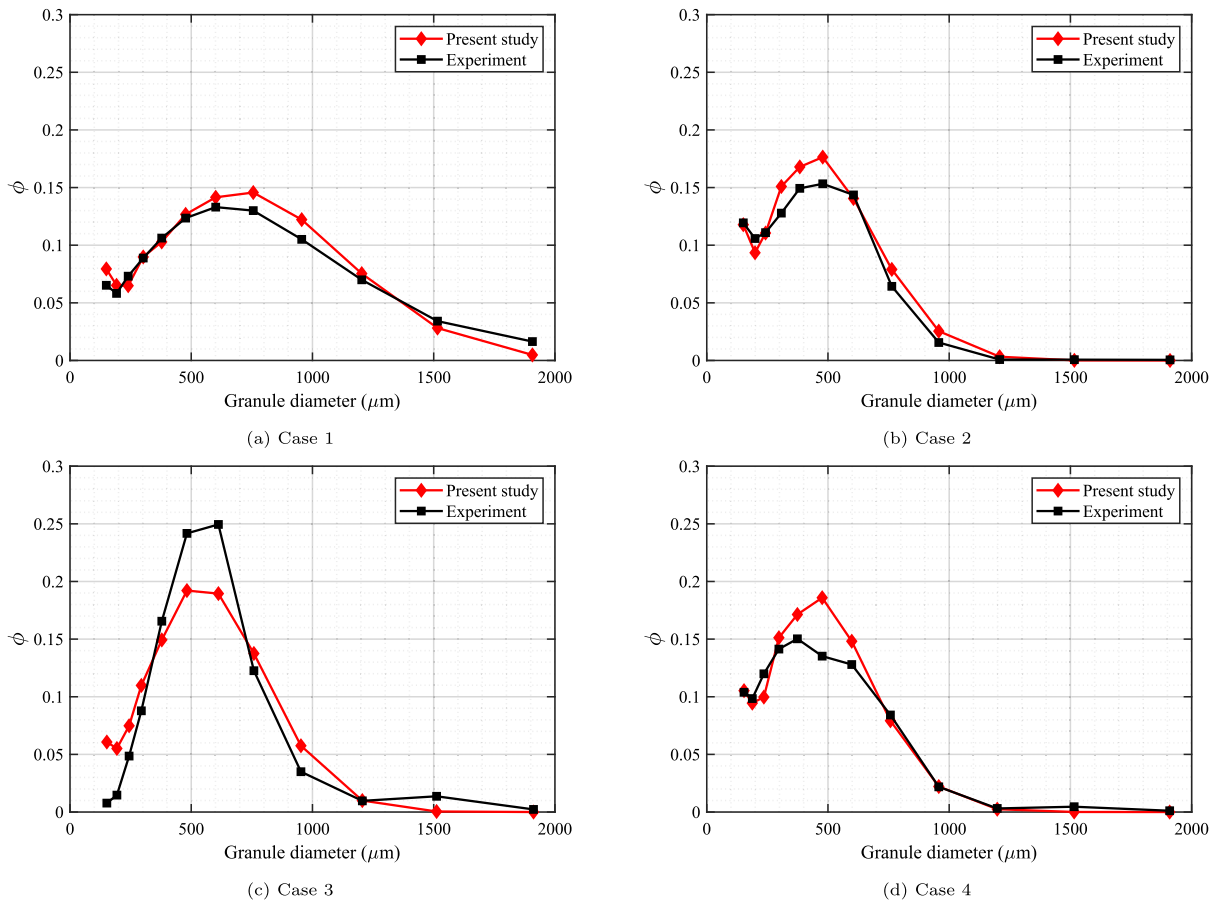 0.3
0.25
0.2
0.15
0.1
0.05
0
ϕ
0 500 1000 1500 2000
Granule diameter (μm)
Present study
Experiment
(a) Case 1
0.3
0.25
0.2
0.15
0.1
0.05
0
ϕ
0 500 1000 1500 2000
Granule diameter (μm)
Present study
Experiment
(b) Case 2
0.3
0.25
0.2
0.15
0.1
0.05
0
ϕ
0 500 1000 1500 2000
Granule diameter (μm)
Present study
Experiment
(c) Case 3
0.3
0.25
0.2
0.15
0.1
0.05
0
ϕ
0 500 1000 1500 2000
Granule diameter (μm)
Present study
Experiment
(d) Case 4